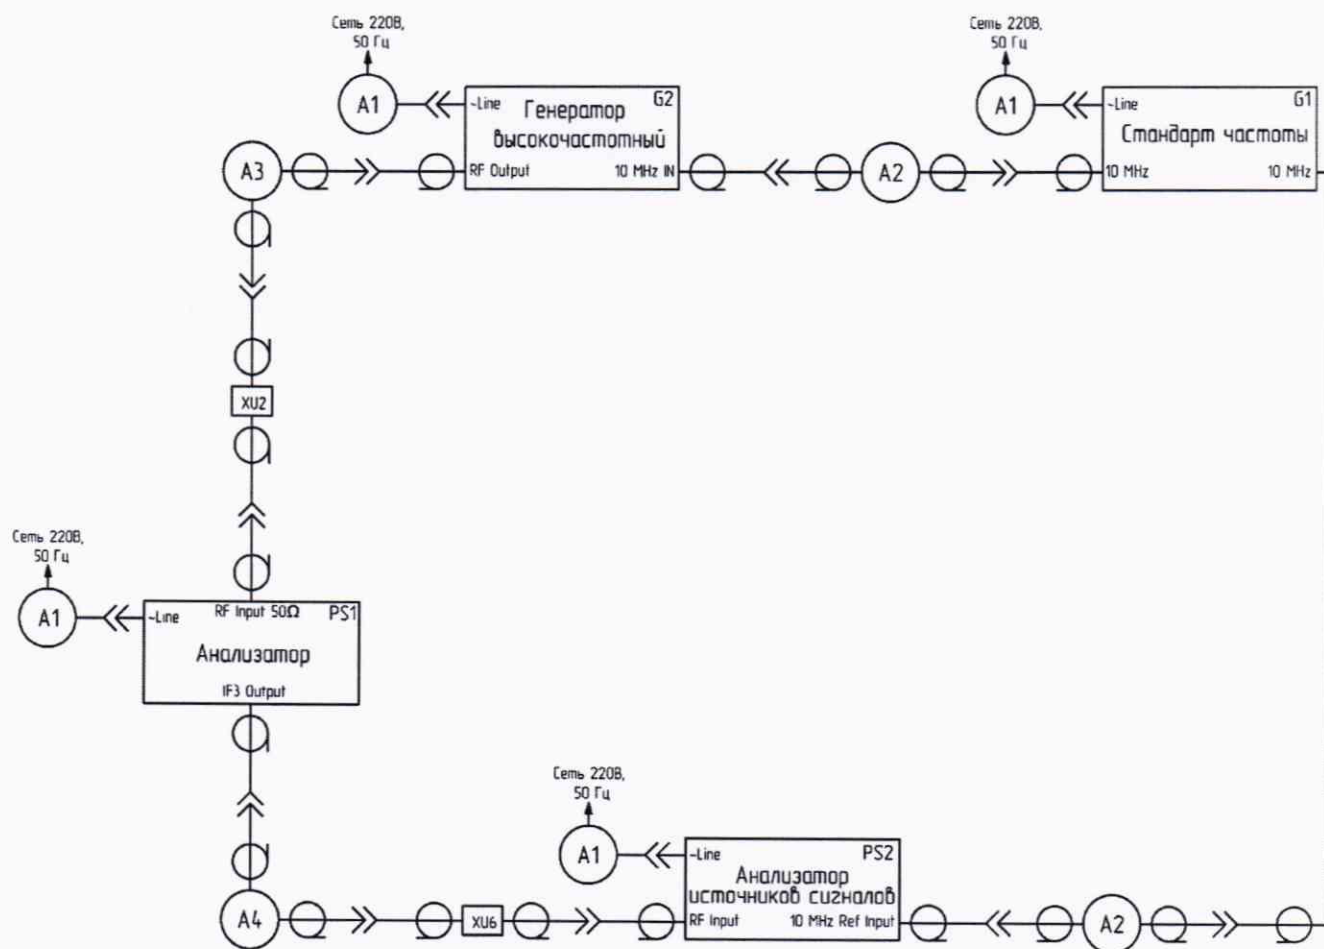 Сеть 220В,
50 Гц
A1
~Line
G2
Генератор
высокочастотный
RF Output
10 MHz IN
A3
A2
Сеть 220В,
50 Гц
A1
~Line
G1
Стандарт частоты
10 MHz
10 MHz
XU2
Сеть 220В,
50 Гц
A1
~Line
RF Input 50Ω
PS1
Анализатор
IF3 Output
Сеть 220В,
50 Гц
A1
~Line
PS2
Анализатор
источников сигналов
RF Input
10 MHz Ref Input
A4
XU6
A2